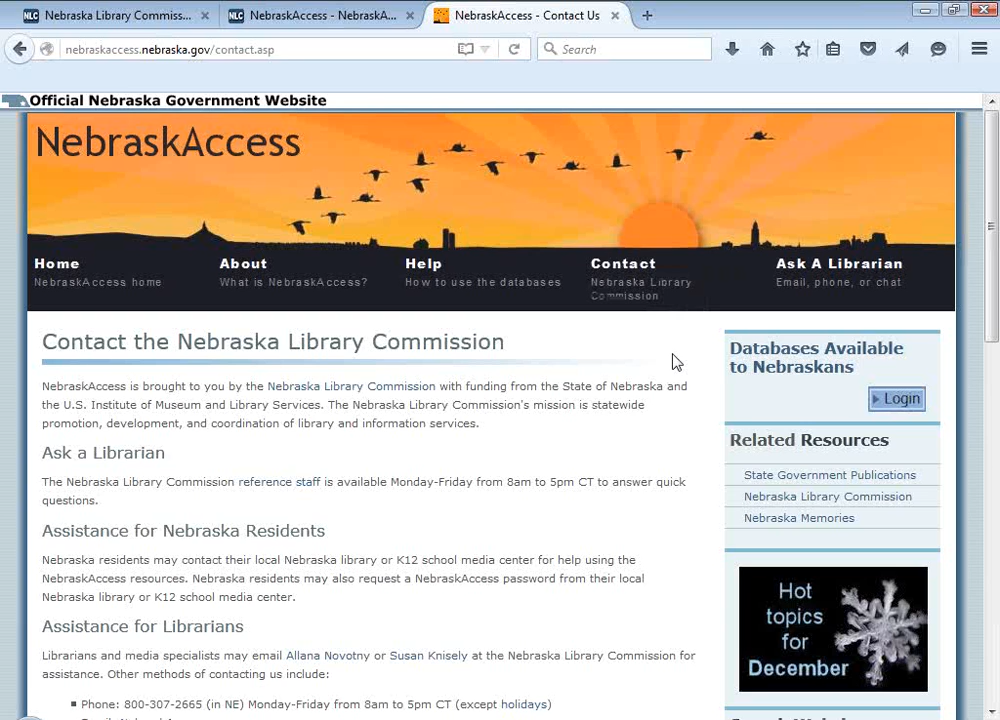 NLC Nebraska Library Commiss... ×
NLC NebraskAccess - NebraskA... ×
NebraskAccess - Contact Us ×
nebraskaccess.nebraska.gov/contact.asp
Search
Official Nebraska Government Website
NebraskAccess
Home
NebraskAccess home
About
What is NebraskAccess?
Help
How to use the databases
Contact
Nebraska Library
Commission
Ask A Librarian
Email, phone, or chat
Contact the Nebraska Library Commission
NebraskAccess is brought to you by the Nebraska Library Commission with funding from the State of Nebraska and
the U.S. Institute of Museum and Library Services. The Nebraska Library Commission's mission is statewide
promotion, development, and coordination of library and information services.
Ask a Librarian
The Nebraska Library Commission reference staff is available Monday-Friday from 8am to 5pm CT to answer quick
questions.
Assistance for Nebraska Residents
Nebraska residents may contact their local Nebraska library or K12 school media center for help using the
NebraskAccess resources. Nebraska residents may also request a NebraskAccess password from their local
Nebraska library or K12 school media center.
Assistance for Librarians
Librarians and media specialists may email Allana Novotny or Susan Knisely at the Nebraska Library Commission for
assistance. Other methods of contacting us include:
Phone: 800-307-2665 (in NE) Monday-Friday from 8am to 5pm CT (except holidays)
Databases Available
to Nebraskans
Login
Related Resources
State Government Publications
Nebraska Library Commission
Nebraska Memories
Hot
topics
for
December